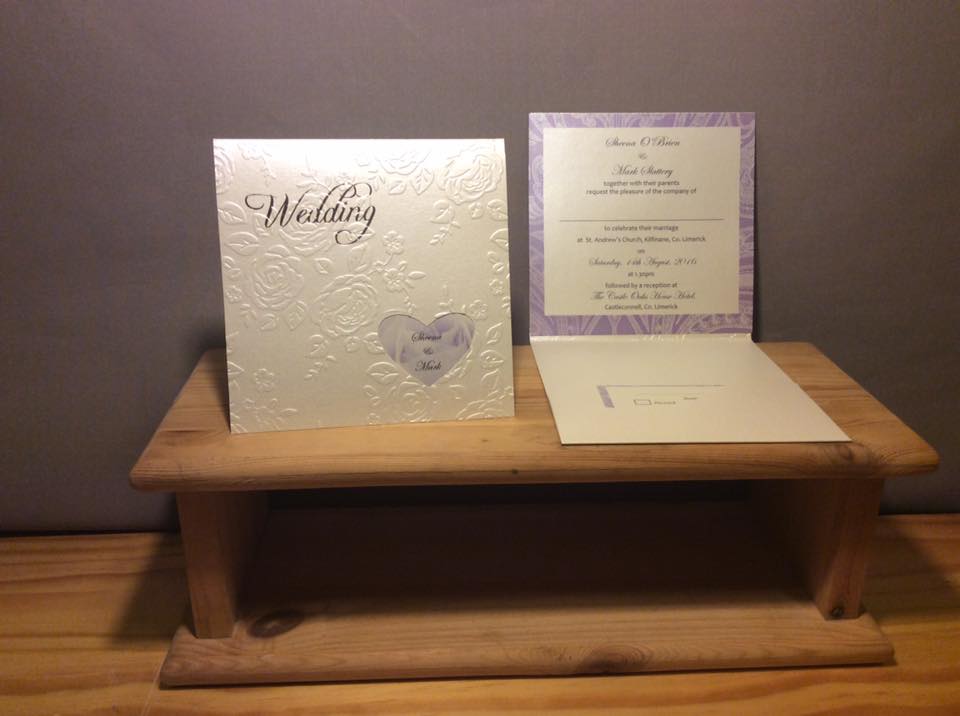 Wedding
Sheena
&
Mark
Sheena O'Brien
&
Mark Slattery
together with their parents
request the pleasure of the company of
to celebrate their marriage
at St. Andrew's Church, Kilfinane, Co. Limerick
on
Saturday, 14th August, 2016
at 1.30pm
followed by a reception at
The Castle Oaks House Hotel,
Castleconnell, Co. Limerick